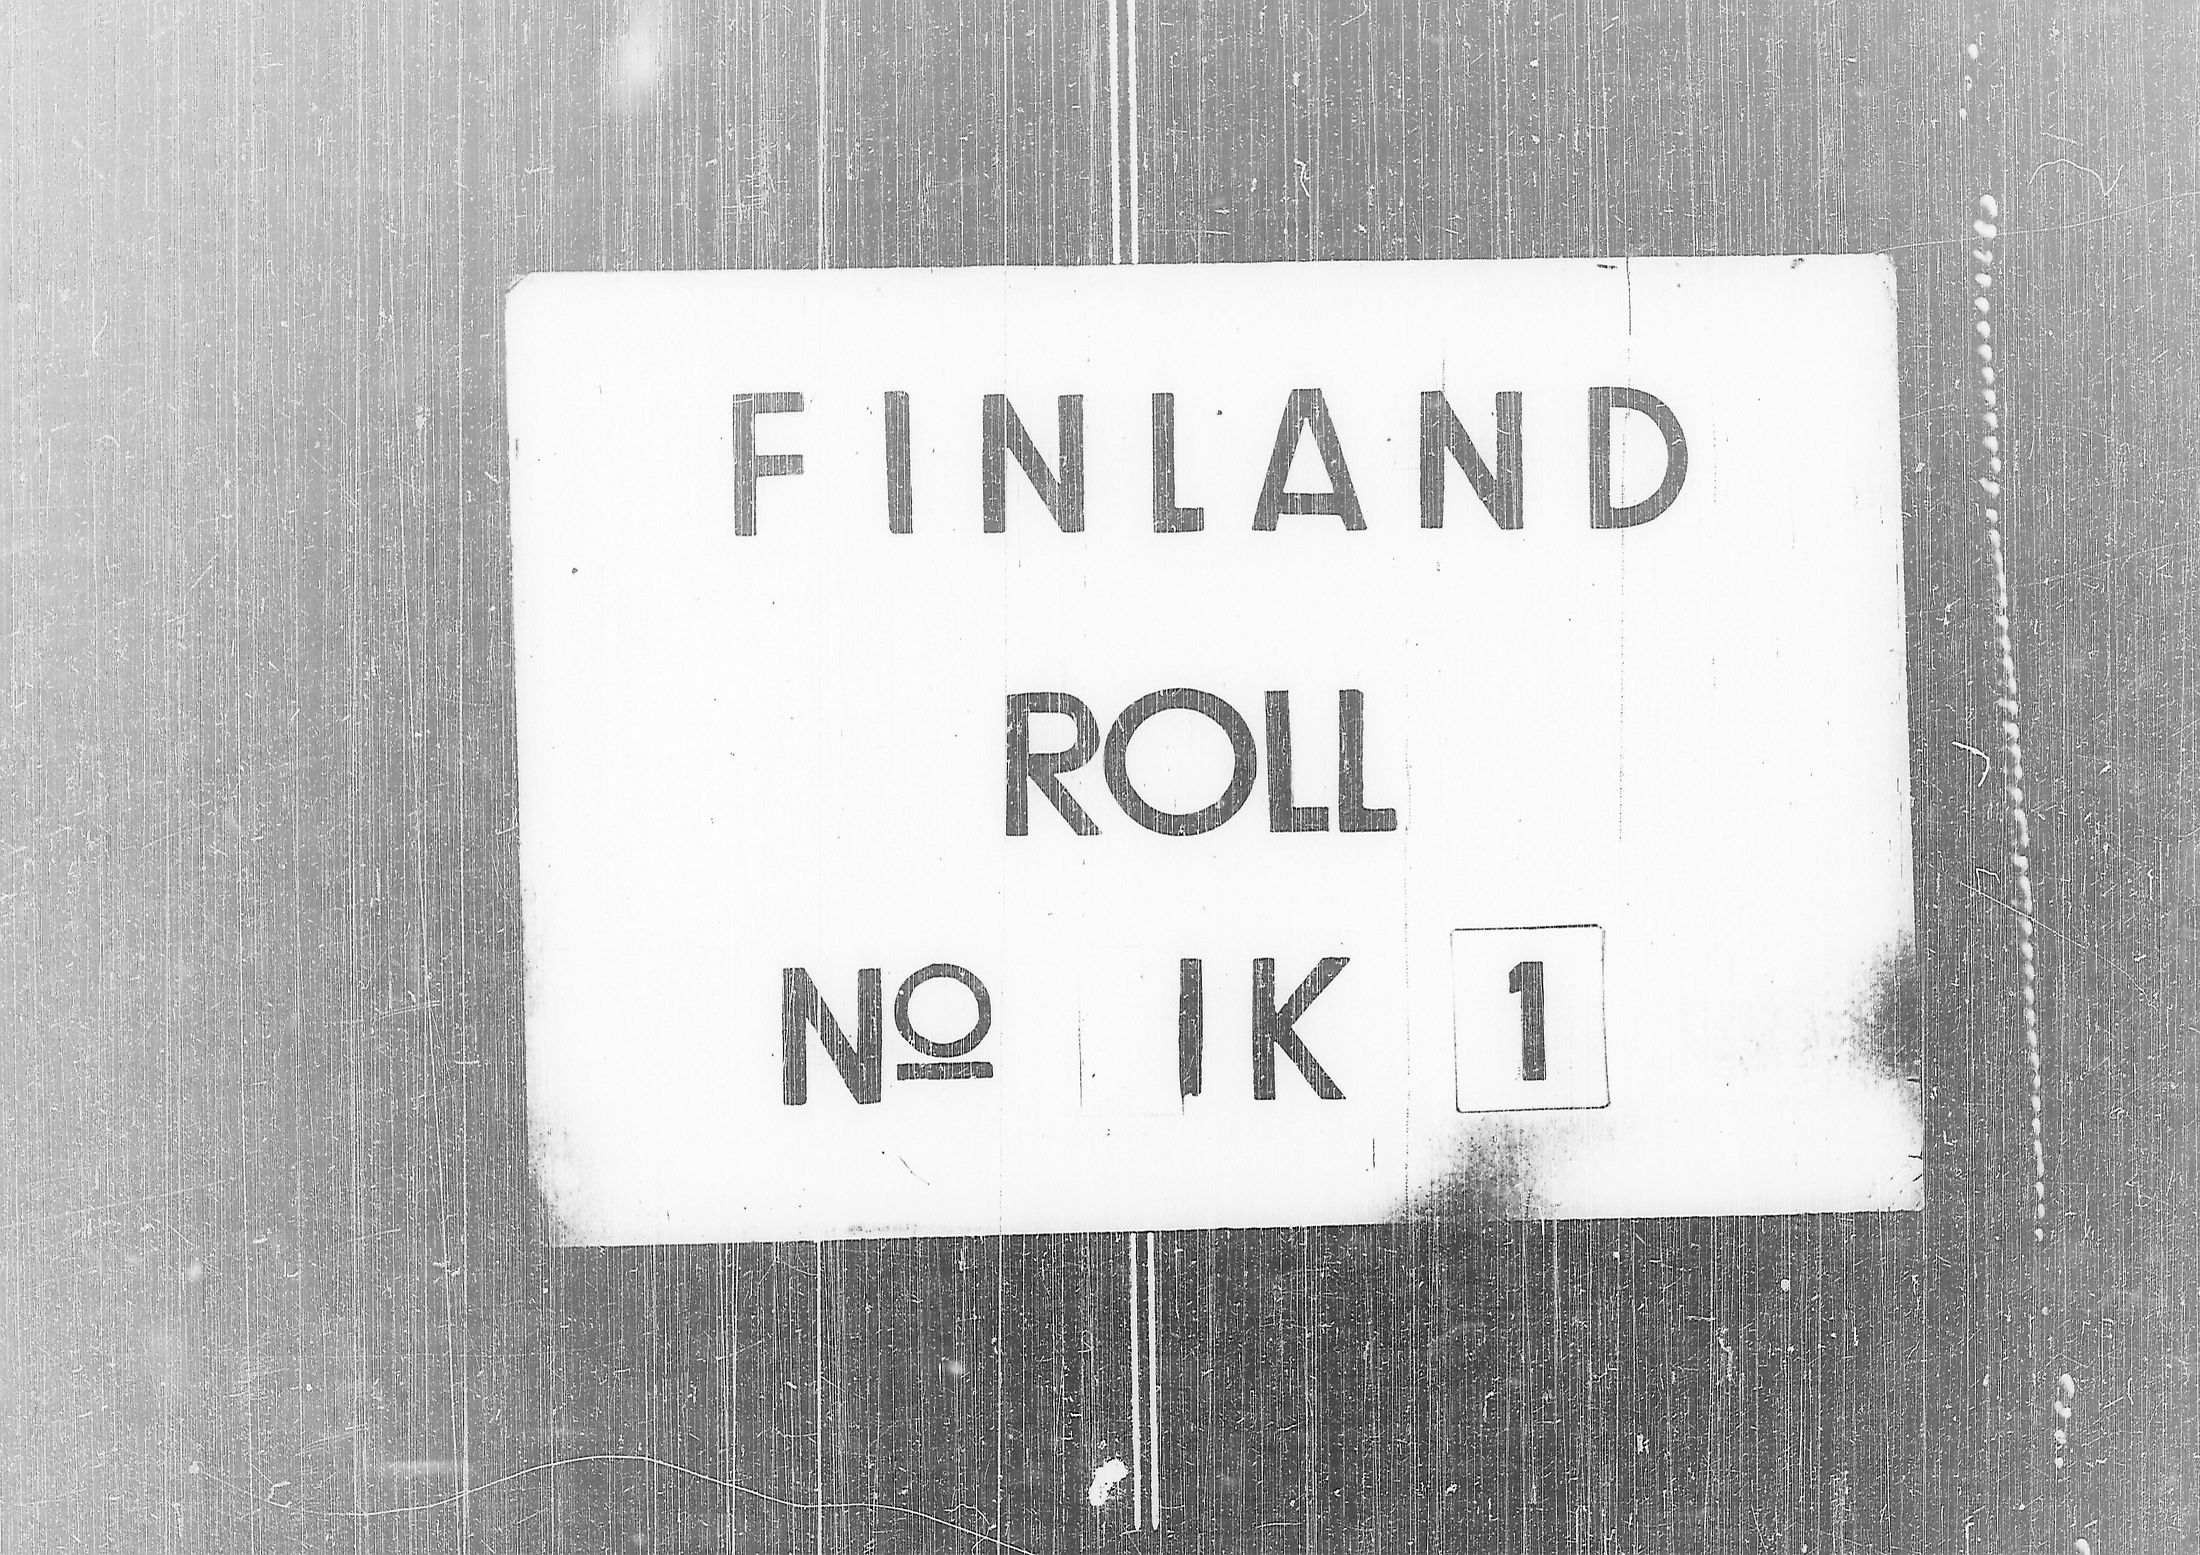 FINLAND
ROLL
Nº IK 1